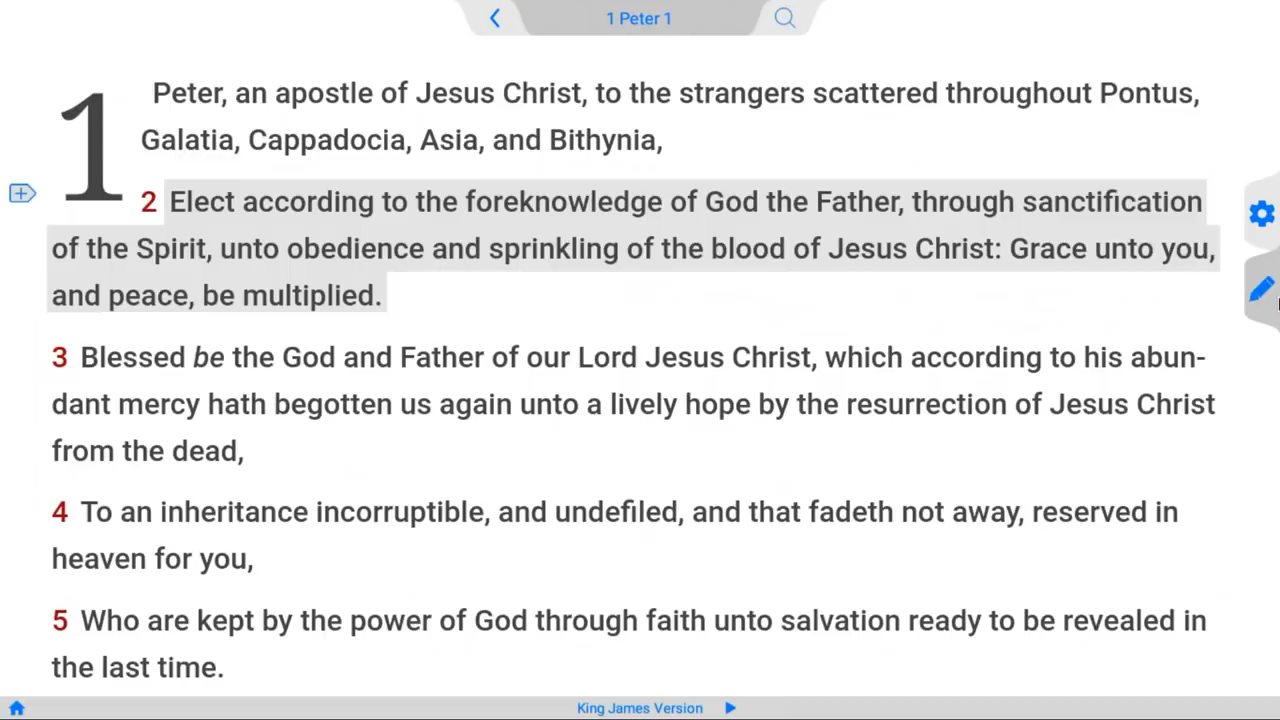 1 Peter 1
1 Peter, an apostle of Jesus Christ, to the strangers scattered throughout Pontus,
Galatia, Cappadocia, Asia, and Bithynia,
2 Elect according to the foreknowledge of God the Father, through sanctification
of the Spirit, unto obedience and sprinkling of the blood of Jesus Christ: Grace unto you,
and peace, be multiplied.
3 Blessed be the God and Father of our Lord Jesus Christ, which according to his abun-
dant mercy hath begotten us again unto a lively hope by the resurrection of Jesus Christ
from the dead,
4 To an inheritance incorruptible, and undefiled, and that fadeth not away, reserved in
heaven for you,
5 Who are kept by the power of God through faith unto salvation ready to be revealed in
the last time.
King James Version